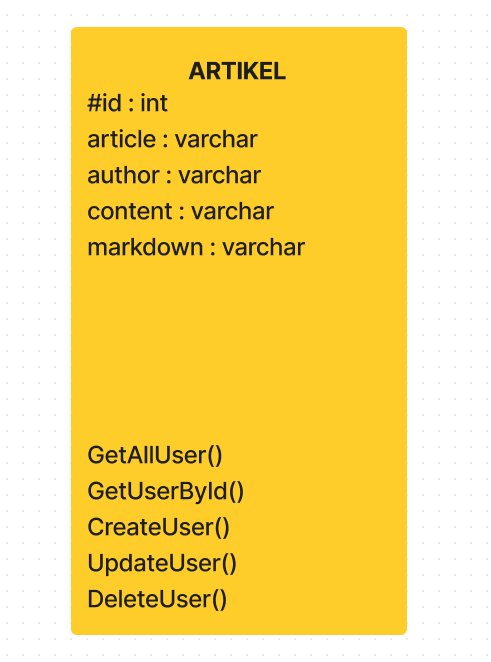 ARTIKEL
#id : int
article : varchar
author : varchar
content : varchar
markdown : varchar
GetAllUser()
GetUserById()
CreateUser()
UpdateUser()
DeleteUser()